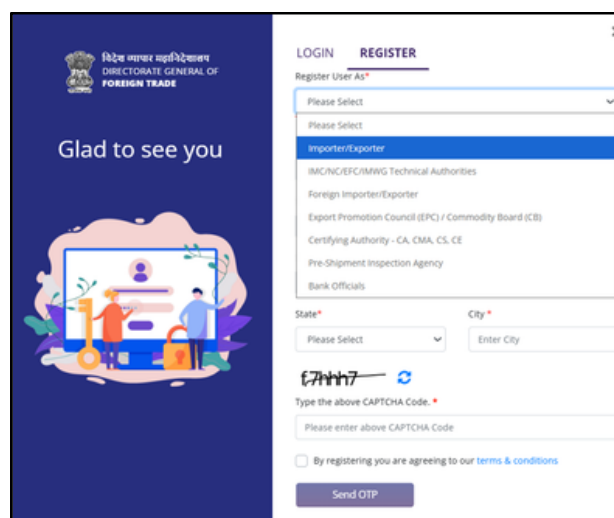 विदेश व्यापार महानिदेशालय
DIRECTORATE GENERAL OF
FOREIGN TRADE
Glad to see you
LOGIN REGISTER
Register User As*
Please Select
Please Select
Importer/Exporter
IMC/NC/EFC/IMWG Technical Authorities
Foreign Importer/Exporter
Export Promotion Council (EPC) / Commodity Board (CB)
Certifying Authority - CA, CMA, CS, CE
Pre-Shipment Inspection Agency
Bank Officials
State* City *
Please Select Enter City
Type the above CAPTCHA Code. *
Please enter above CAPTCHA Code
By registering you are agreeing to our terms & conditions
Send OTP